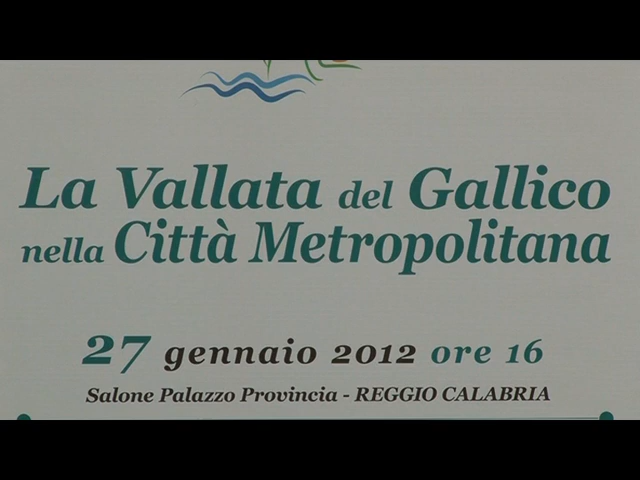 La Vallata del Gallico
nella Città Metropolitana
27 gennaio 2012 ore 16
Salone Palazzo Provincia - REGGIO CALABRIA